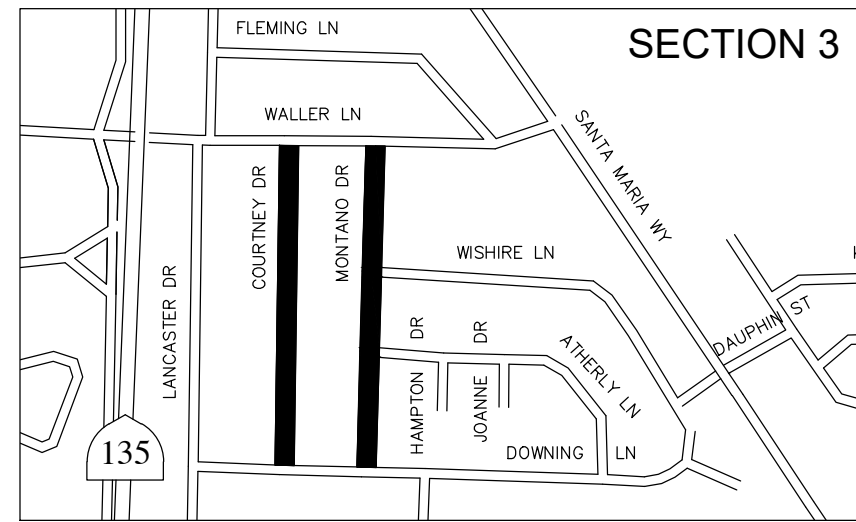 FLEMING LN
SECTION 3
WALLER LN
SANTA MARIA WY
COURTNEY DR
MONTANO DR
WISHIRE LN
LANCASTER DR
DAUPHIN ST
HAMPTON DR
JOANNE DR
ATHERLY LN
DOWNING LN
135